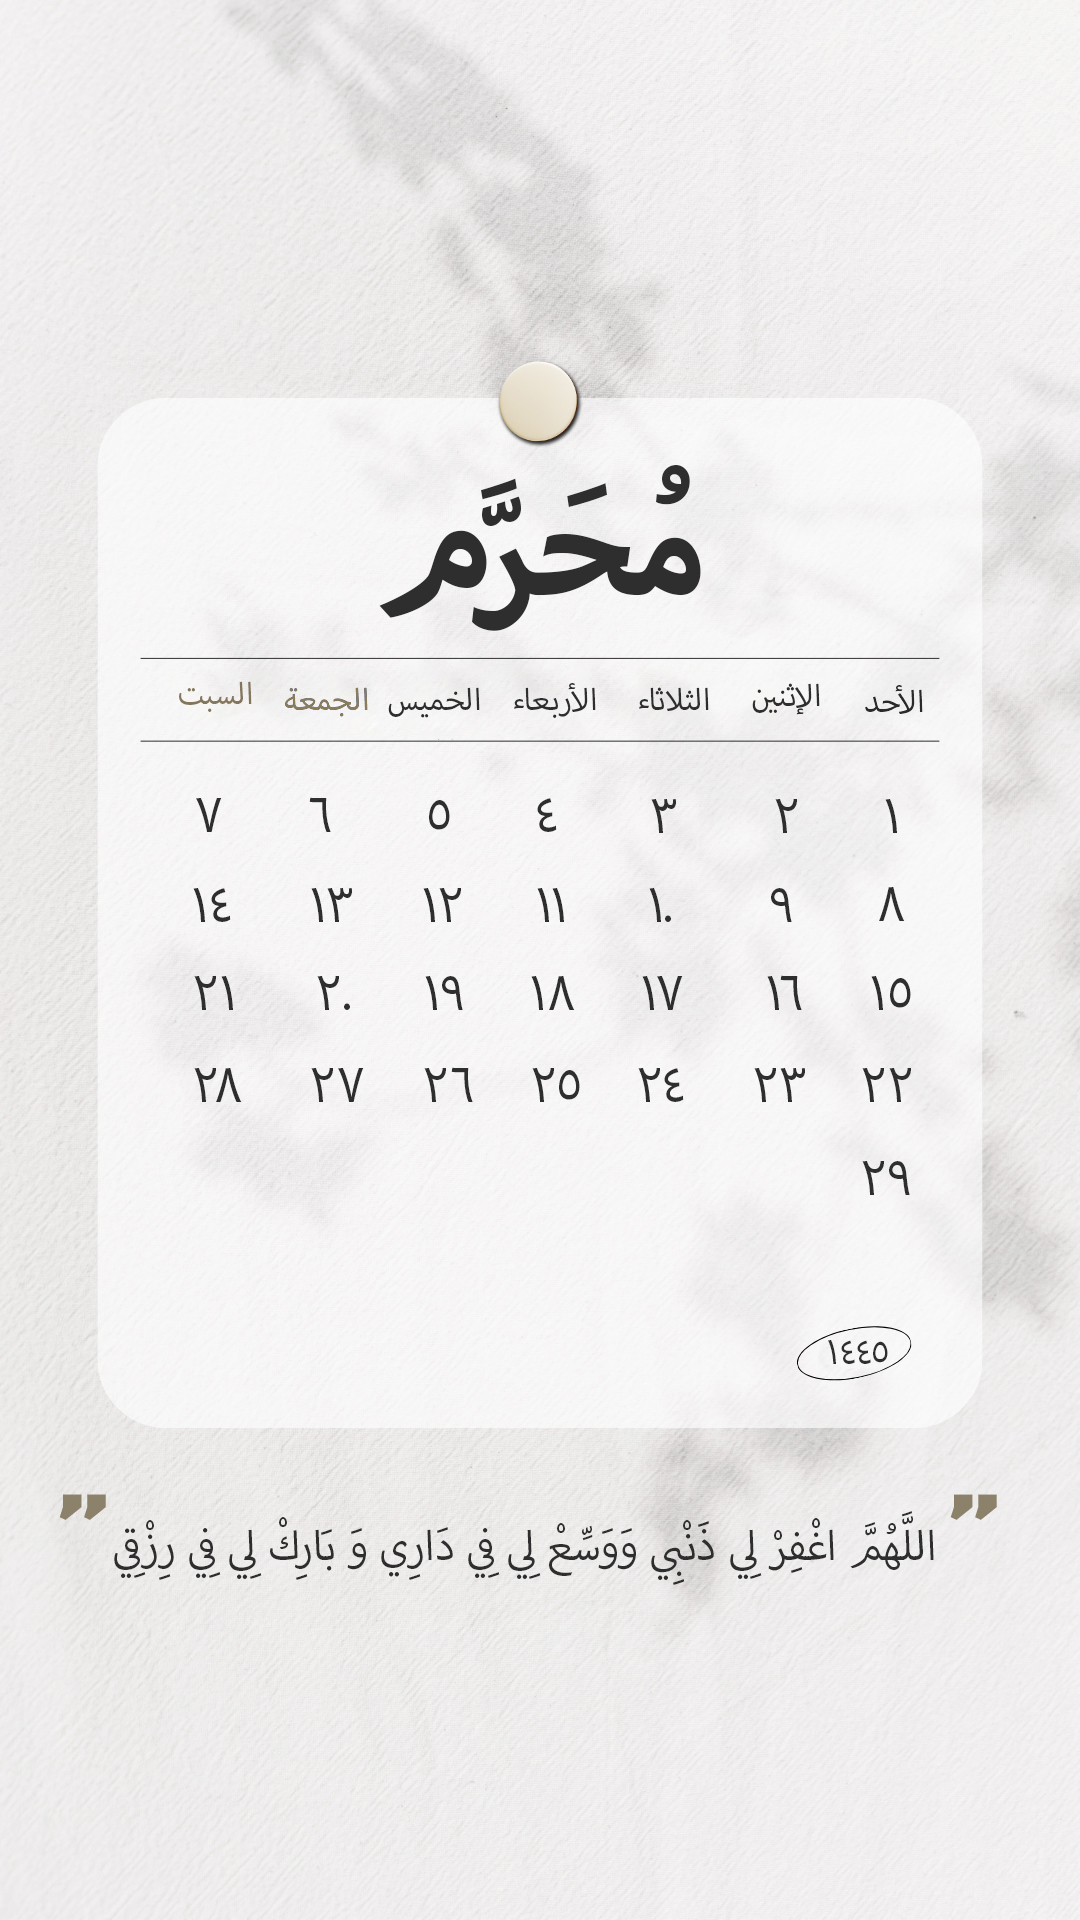 مُحَرَّم
الأحد الإثنين الثلاثاء الأربعاء الخميس الجمعة السبت
١ ٢ ٣ ٤ ٥ ٦ ٧
٨ ٩ ١٠ ١١ ١٢ ١٣ ١٤
١٥ ١٦ ١٧ ١٨ ١٩ ٢٠ ٢١
٢٢ ٢٣ ٢٤ ٢٥ ٢٦ ٢٧ ٢٨
٢٩
١٤٤٥
”اللَّهُمَّ اغْفِرْ لِي ذَنْبِي وَوَسِّعْ لِي فِي دَارِي وَ بَارِكْ لِي فِي رِزْقِي”